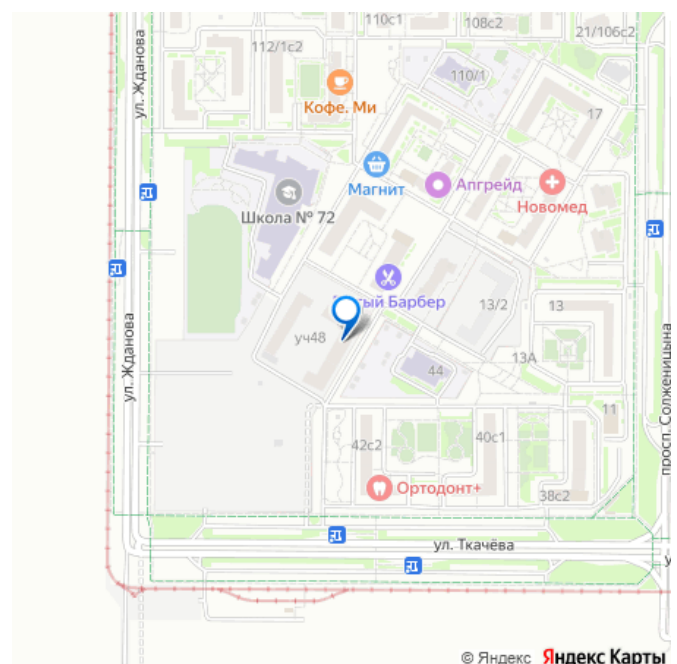 110с1
108с2
21/106с2
ул. Жданова
112/1с2
110/1
Кофе. Ми
17
Магнит
Апгрейд
Новомед
Школа № 72
тый Барбер
13/2
13
уч48
13А
44
просп. Солженицына
ул. Жданова
11
42с2
40с1
Ортодонт+
38с2
ул. Ткачёва
у
© Яндекс Яндекс Карты